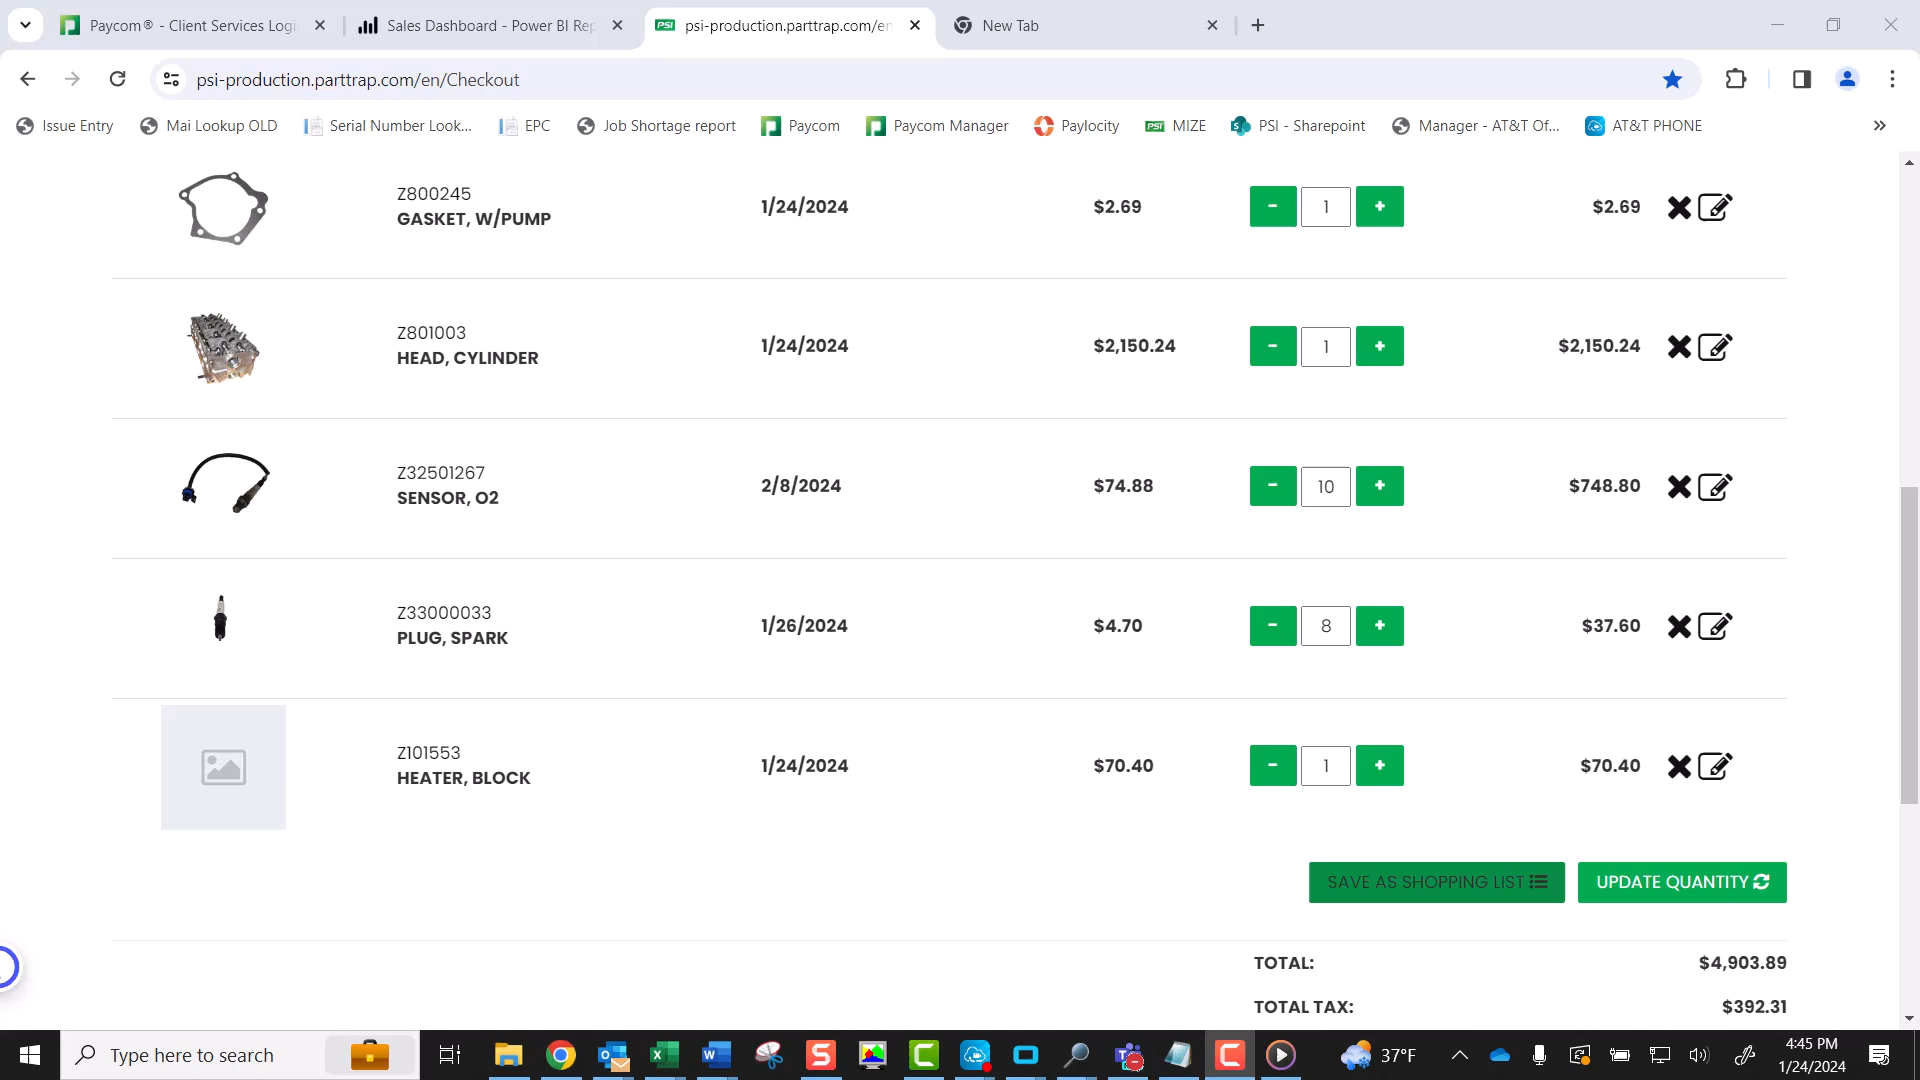 Paycom® - Client Services Logi
Sales Dashboard - Power BI Rep
PSI psi-production.parttrap.com/en
New Tab
psi-production.parttrap.com/en/Checkout
Issue Entry
Mai Lookup OLD
Serial Number Look...
EPC
Job Shortage report
Paycom
Paycom Manager
Paylocity
PSI MIZE
PSI - Sharepoint
Manager - AT&T Of...
AT&T PHONE
Z800245
GASKET, W/PUMP
1/24/2024
$2.69
- 1 +
$2.69
Z801003
HEAD, CYLINDER
1/24/2024
$2,150.24
- 1 +
$2,150.24
Z32501267
SENSOR, O2
2/8/2024
$74.88
- 10 +
$748.80
Z33000033
PLUG, SPARK
1/26/2024
$4.70
- 8 +
$37.60
Z101553
HEATER, BLOCK
1/24/2024
$70.40
- 1 +
$70.40
SAVE AS SHOPPING LIST
UPDATE QUANTITY
TOTAL: $4,903.89
TOTAL TAX: $392.31
Type here to search
37°F
4:45 PM
1/24/2024